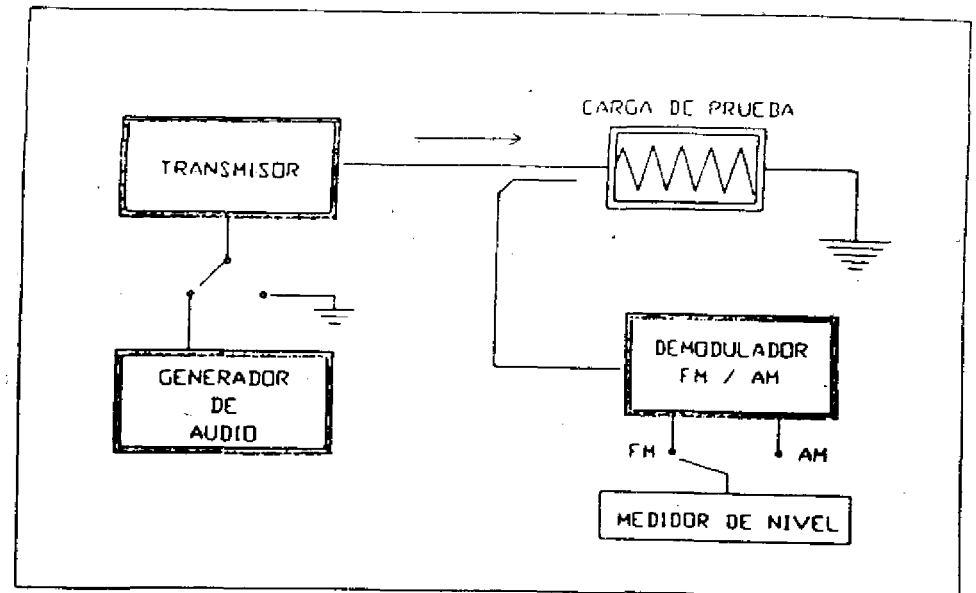 CARGA DE PRUEBA
TRANSMISOR
GENERADOR
DE
AUDIO
DEMODULADOR
FM / AM
FM
AM
MEDIDOR DE NIVEL